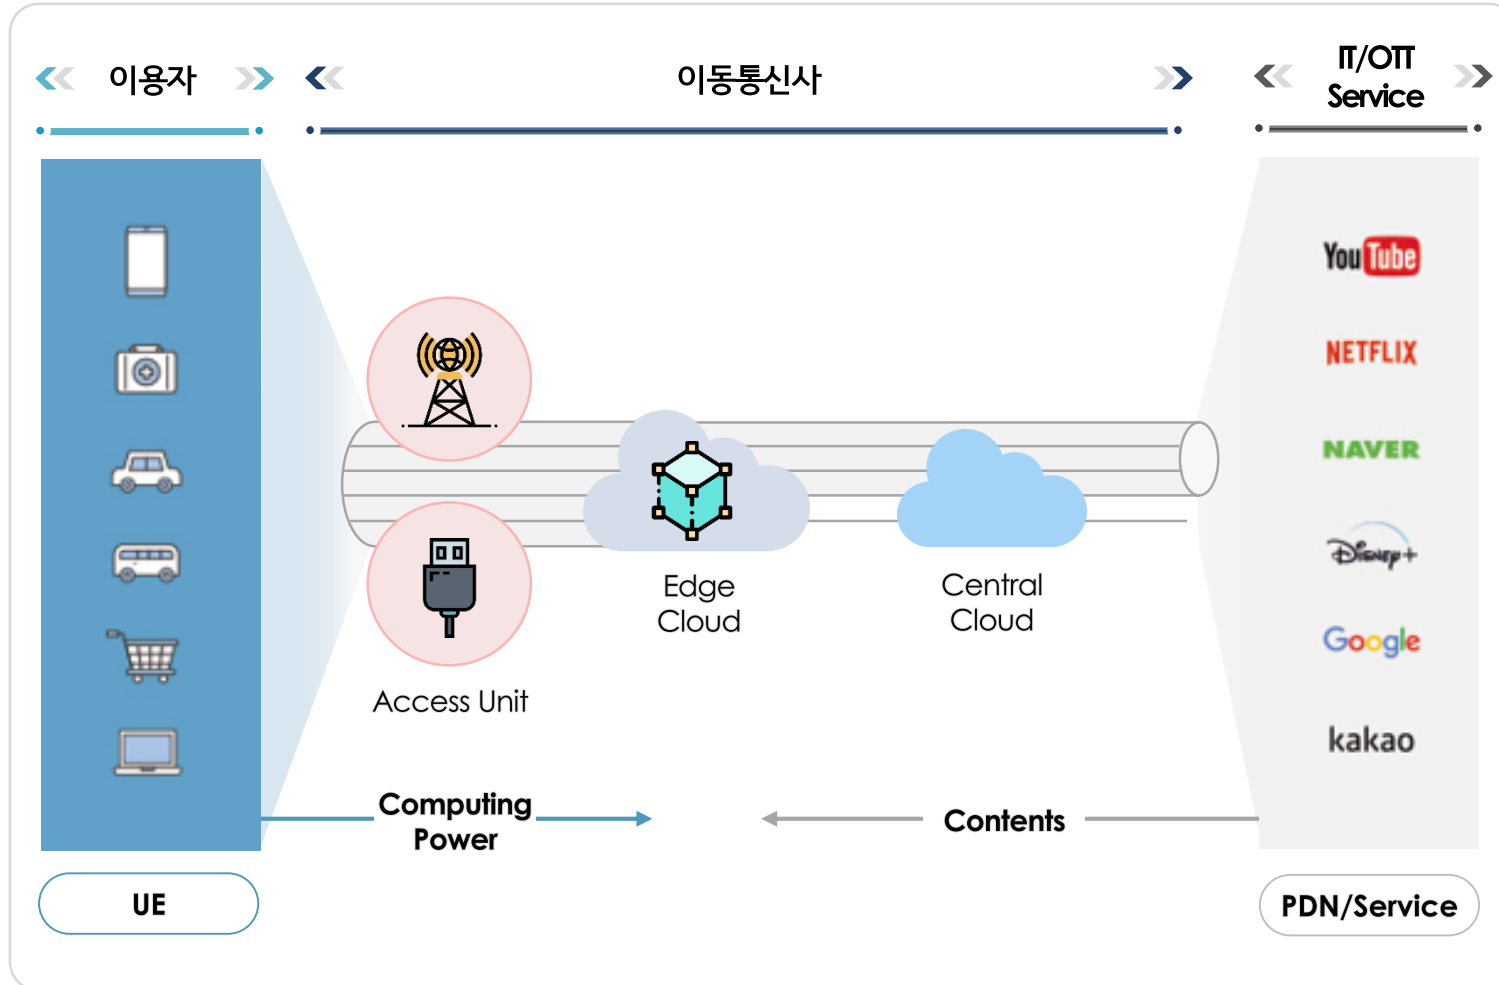 이용자
이동통신사
IT/OTT
Service
YouTube
NETFLIX
NAVER
Disney+
Google
kakao
Edge
Cloud
Central
Cloud
Access Unit
Computing
Power
Contents
UE
PDN/Service